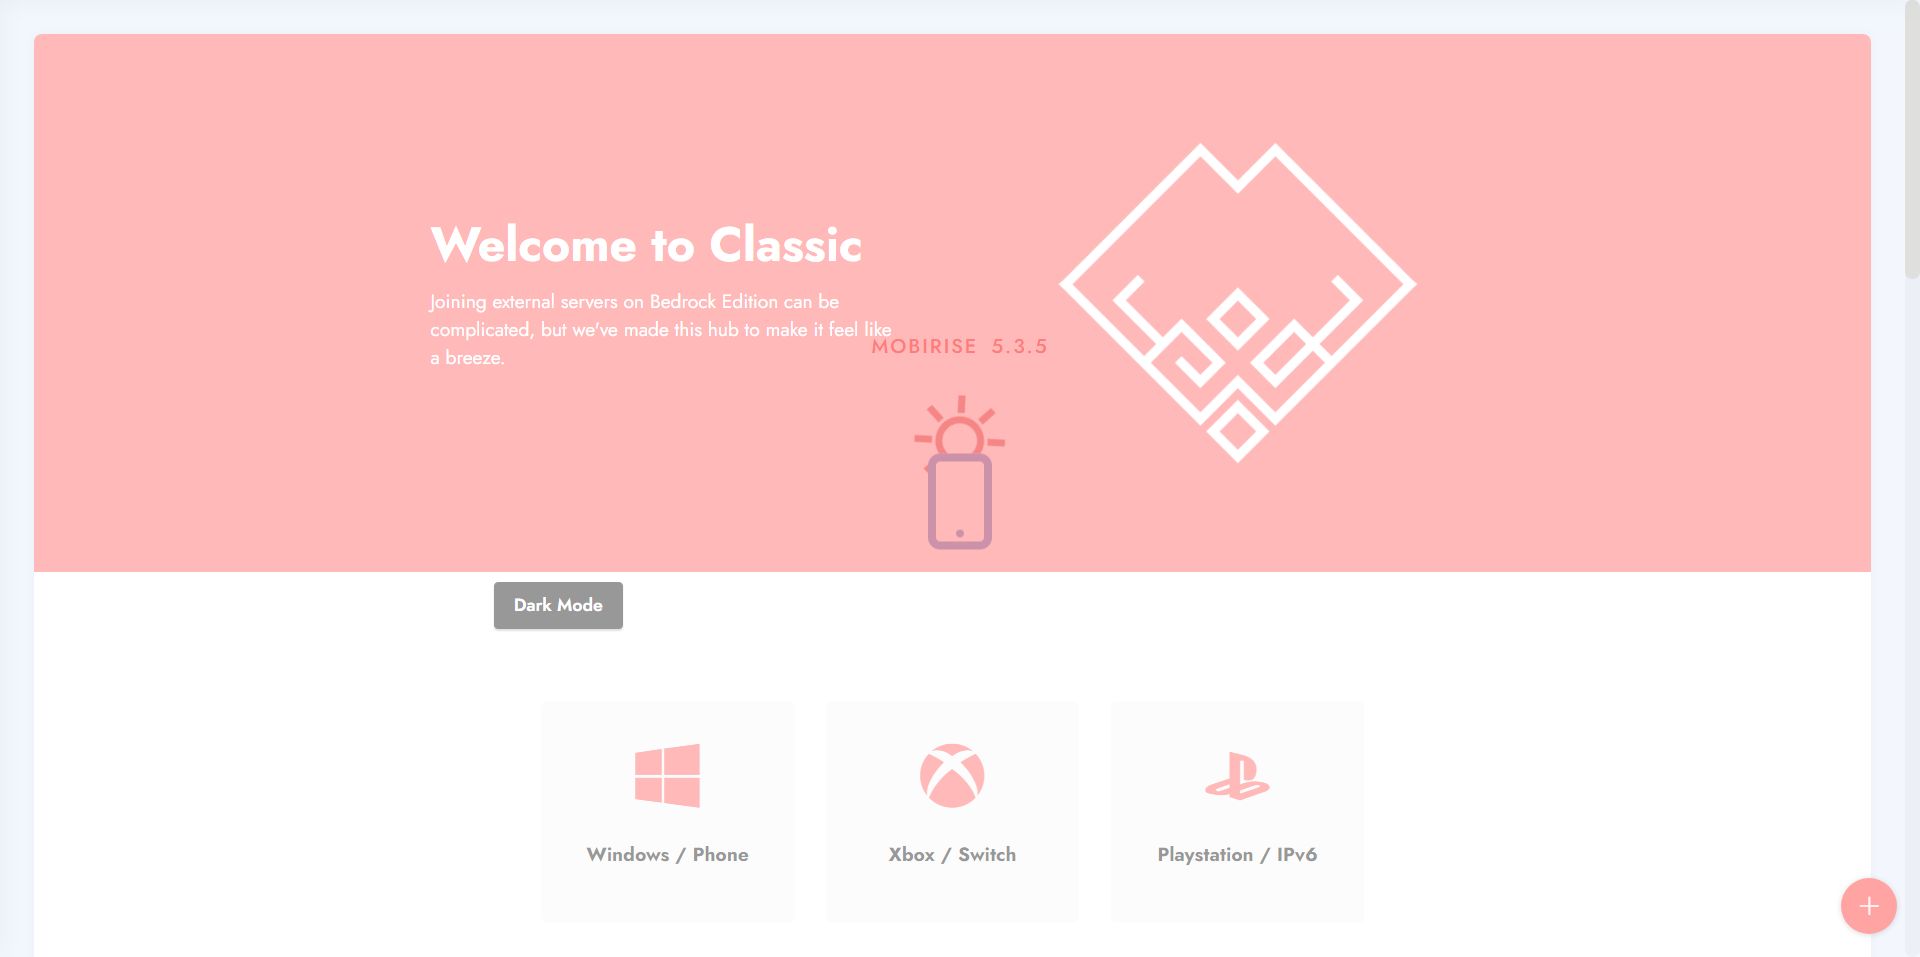 Welcome to Classic
Joining external servers on Bedrock Edition can be
complicated, but we've made this hub to make it feel like
a breeze.
MOBIRISE 5.3.5
Dark Mode
Windows / Phone
Xbox / Switch
Playstation / IPv6